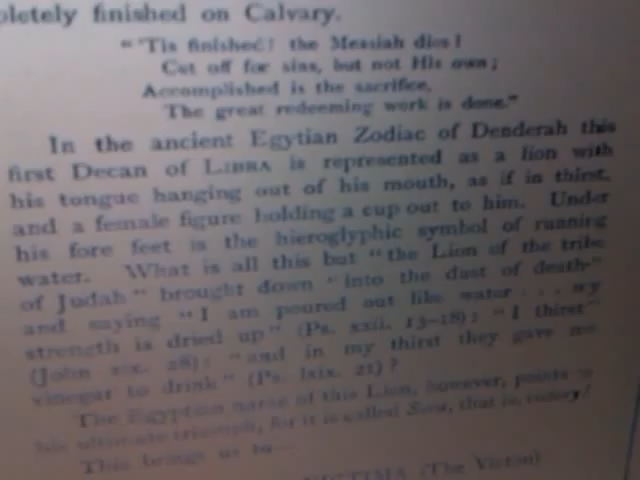 pletely finished on Calvary.
"'Tis finished! the Messiah dies!
Cut off for sins, but not His own;
Accomplished is the sacrifice,
The great redeeming work is done."
In the ancient Egytian Zodiac of Denderah this
first Decan of LIBRA is represented as a lion with
his tongue hanging out of his mouth, as if in thirst,
and a female figure holding a cup out to him. Under
his fore feet is the hieroglyphic symbol of running
water. What is all this but "the Lion of the tribe
of Judah" brought down "into the dust of death"
and saying "I am poured out like water . . . my
strength is dried up" (Ps. xxii. 13-18): "I thirst"
(John xix. 28): "and in my thirst they gave me
vinegar to drink" (Ps. lxix. 21)?
The Egyptian name of this Lion, however, points to
his ultimate triumph, for it is called that is, victory!
This brings us to
(The Victim)